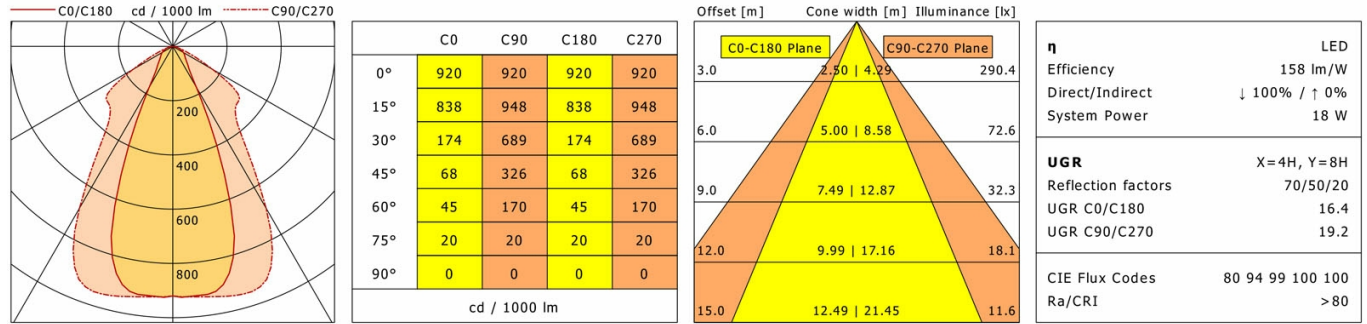 C0/C180 cd / 1000 lm C90/C270
200
400
600
800
C0 C90 C180 C270
0° 920 920 920 920
15° 838 948 838 948
30° 174 689 174 689
45° 68 326 68 326
60° 45 170 45 170
75° 20 20 20 20
90° 0 0 0 0
cd / 1000 lm
Offset [m] Cone width [m] Illuminance [lx]
C0-C180 Plane C90-C270 Plane
3.0 2.50 | 4.29 290.4
6.0 5.00 | 8.58 72.6
9.0 7.49 | 12.87 32.3
12.0 9.99 | 17.16 18.1
15.0 12.49 | 21.45 11.6
η LED
Efficiency 158 lm/W
Direct/Indirect ↓ 100% / ↑ 0%
System Power 18 W
UGR X=4H, Y=8H
Reflection factors 70/50/20
UGR C0/C180 16.4
UGR C90/C270 19.2
CIE Flux Codes 80 94 99 100 100
Ra/CRI >80